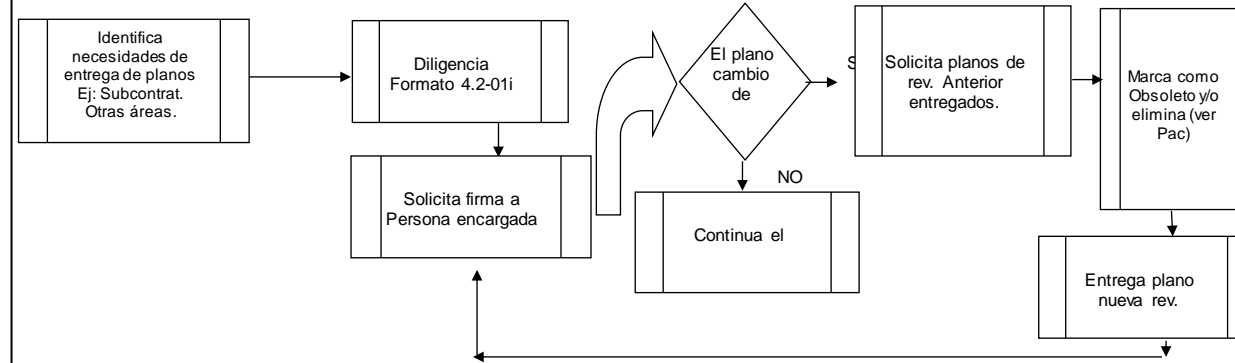 Identifica
necesidades de
entrega de planos
Ej: Subcontrat.
Otras áreas.
Diligencia
Formato 4.2-01i
Solicita firma a
Persona encargada
El plano
cambio
de
S
NO
Continua el
Solicita planos de
rev. Anterior
entregados.
Marca como
Obsoleto y/o
elimina (ver
Pac)
Entrega plano
nueva rev.